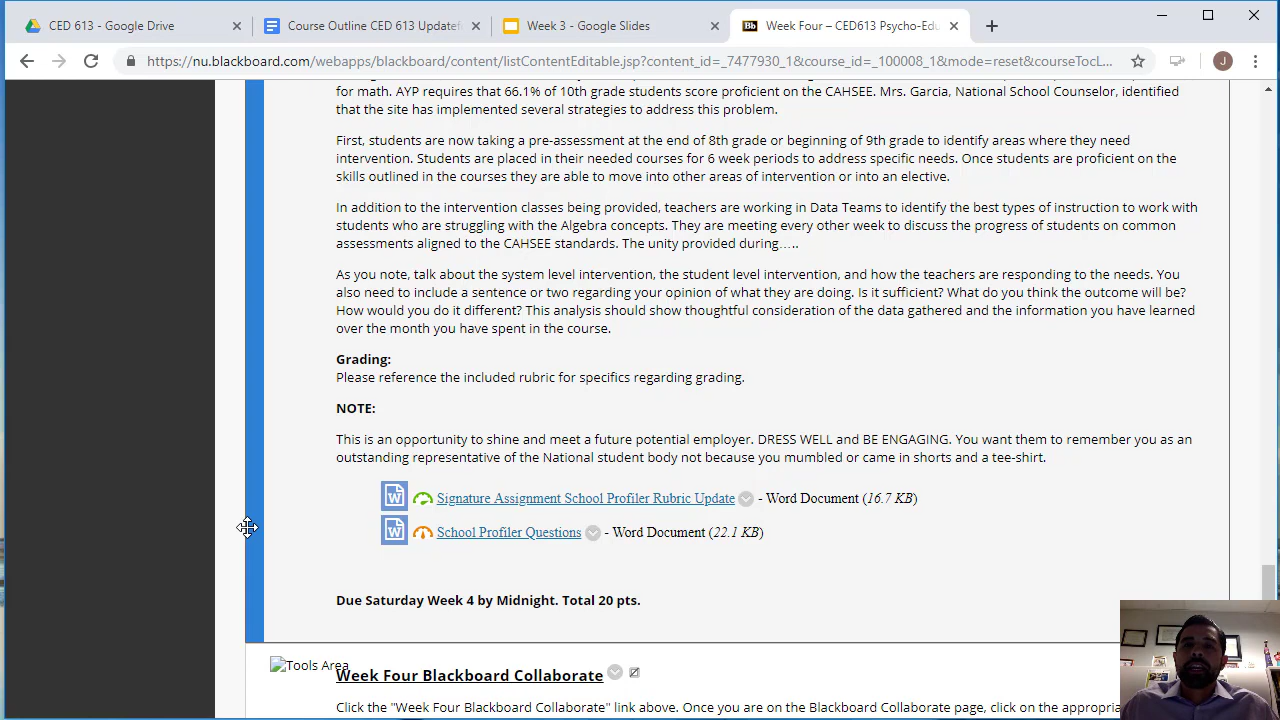 CED 613 - Google Drive
Course Outline CED 613 Updatef
Week 3 - Google Slides
Bb
Week Four – CED613 Psycho-Edu
https://nu.blackboard.com/webapps/blackboard/content/listContentEditable.jsp?content_id=_7477930_1&course_id=_100008_1&mode=reset&courseTocL...
J
for math. AYP requires that 66.1% of 10th grade students score proficient on the CAHSEE. Mrs. Garcia, National School Counselor, identified
that the site has implemented several strategies to address this problem.
First, students are now taking a pre-assessment at the end of 8th grade or beginning of 9th grade to identify areas where they need
intervention. Students are placed in their needed courses for 6 week periods to address specific needs. Once students are proficient on the
skills outlined in the courses they are able to move into other areas of intervention or into an elective.
In addition to the intervention classes being provided, teachers are working in Data Teams to identify the best types of instruction to work with
students who are struggling with the Algebra concepts. They are meeting every other week to discuss the progress of students on common
assessments aligned to the CAHSEE standards. The unity provided during…..
As you note, talk about the system level intervention, the student level intervention, and how the teachers are responding to the needs. You
also need to include a sentence or two regarding your opinion of what they are doing. Is it sufficient? What do you think the outcome will be?
How would you do it different? This analysis should show thoughtful consideration of the data gathered and the information you have learned
over the month you have spent in the course.
Grading:
Please reference the included rubric for specifics regarding grading.
NOTE:
This is an opportunity to shine and meet a future potential employer. DRESS WELL and BE ENGAGING. You want them to remember you as an
outstanding representative of the National student body not because you mumbled or came in shorts and a tee-shirt.
W Signature Assignment School Profiler Rubric Update - Word Document (16.7 KB)
W School Profiler Questions - Word Document (22.1 KB)
Due Saturday Week 4 by Midnight. Total 20 pts.
Tools Area
Week Four Blackboard Collaborate
Click the "Week Four Blackboard Collaborate" link above. Once you are on the Blackboard Collaborate page, click on the appropria